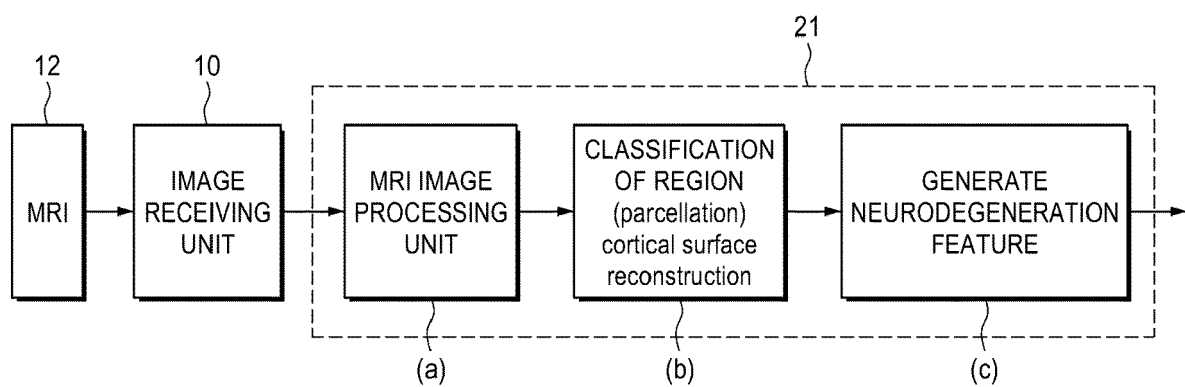 21
12
10
MRI
IMAGE
RECEIVING
UNIT
MRI IMAGE
PROCESSING
UNIT
CLASSIFICATION
OF REGION
(parcellation)
cortical surface
reconstruction
GENERATE
NEURODEGENERATION
FEATURE
(a)
(b)
(c)